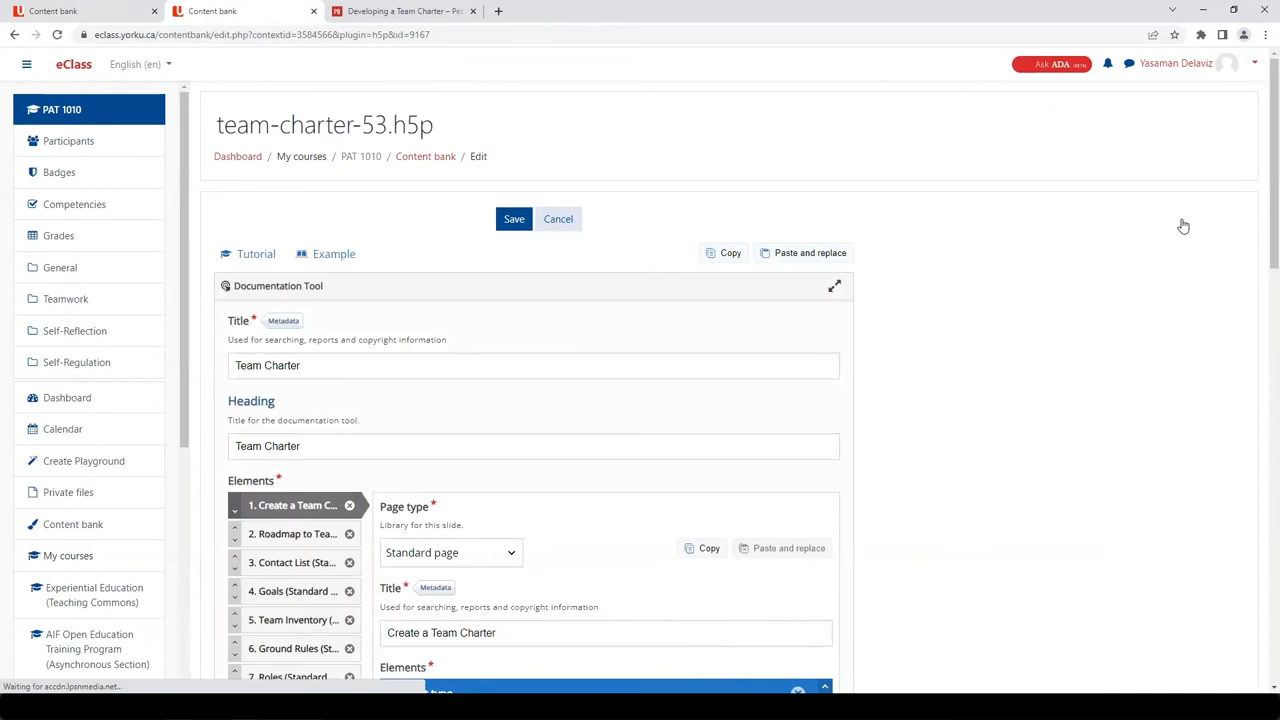 Content bank
Content bank
Developing a Team Charter – Pe
eclass.yorku.ca/contentbank/edit.php?contextid=3584566&plugin=h5p&id=9167
eClass
English (en)
Ask ADA (BETA)
Yasaman Delaviz
PAT 1010
Participants
Badges
Competencies
Grades
General
Teamwork
Self-Reflection
Self-Regulation
Dashboard
Calendar
Create Playground
Private files
Content bank
My courses
Experiential Education
(Teaching Commons)
AIF Open Education
Training Program
(Asynchronous Section)
team-charter-53.h5p
Dashboard / My courses / PAT 1010 / Content bank / Edit
Save
Cancel
Tutorial
Example
Copy
Paste and replace
Documentation Tool
Title * Metadata
Used for searching, reports and copyright information
Team Charter
Heading
Title for the documentation tool.
Team Charter
Elements *
1. Create a Team C...
2. Roadmap to Tea...
3. Contact List (Sta...
4. Goals (Standard ...
5. Team Inventory (...
6. Ground Rules (St...
7. Roles (Standard
Page type *
Library for this slide.
Standard page
Copy
Paste and replace
Title * Metadata
Used for searching, reports and copyright information
Create a Team Charter
Elements *
Waiting for accdn.lpsnmedia.net...